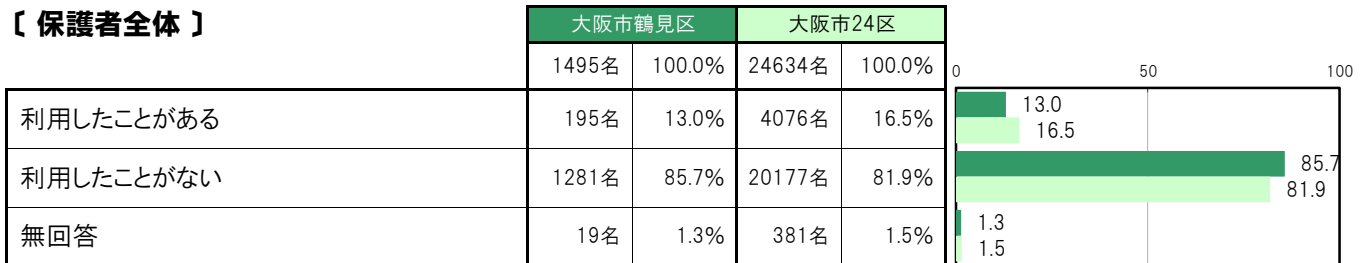 〔 保護者全体 〕
大阪市鶴見区 大阪市24区
1495名 100.0% 24634名 100.0%
0 50 100
利用したことがある 195名 13.0% 4076名 16.5%
13.0
16.5
利用したことがない 1281名 85.7% 20177名 81.9%
85.7
81.9
無回答 19名 1.3% 381名 1.5%
1.3
1.5